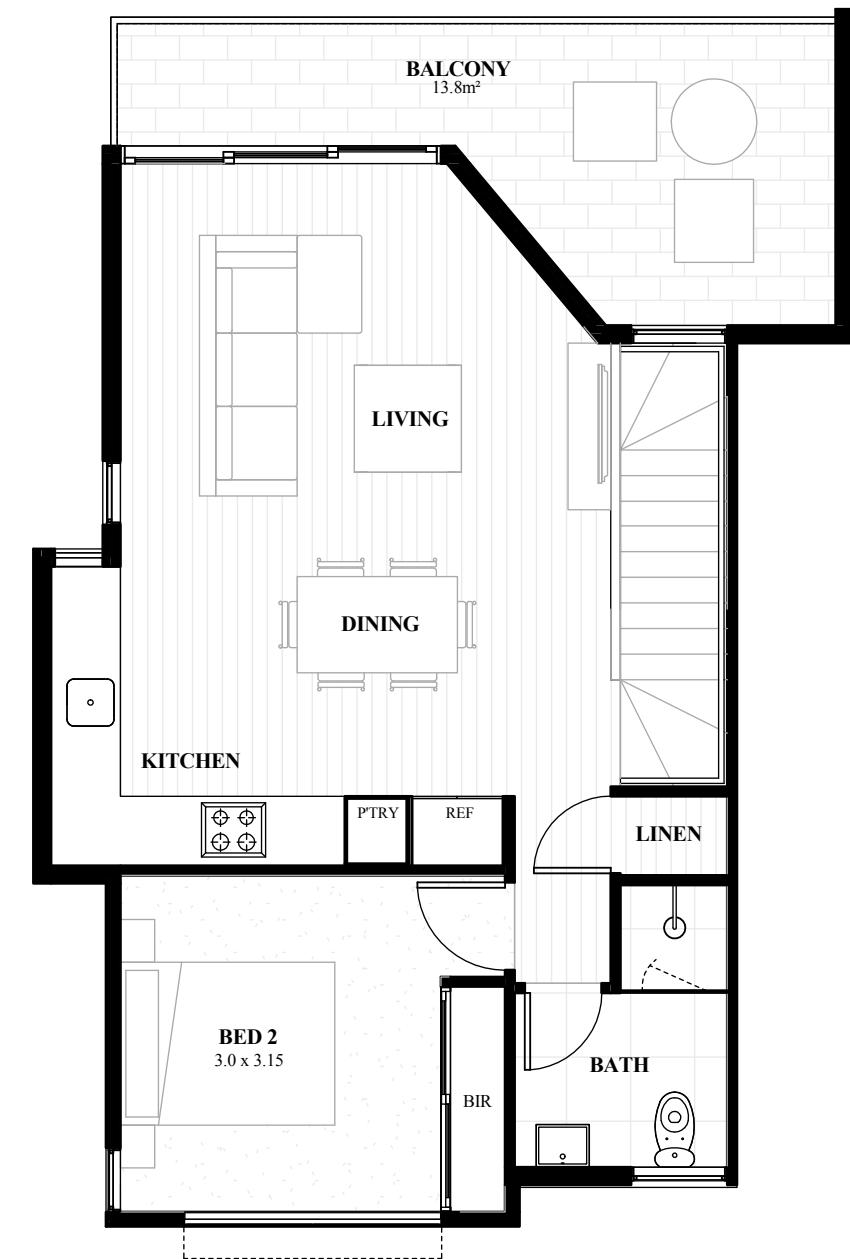 BALCONY
13.8m²
LIVING
DINING
KITCHEN
P'TRY
REF
LINEN
BED 2
3.0 x 3.15
BATH
BIR